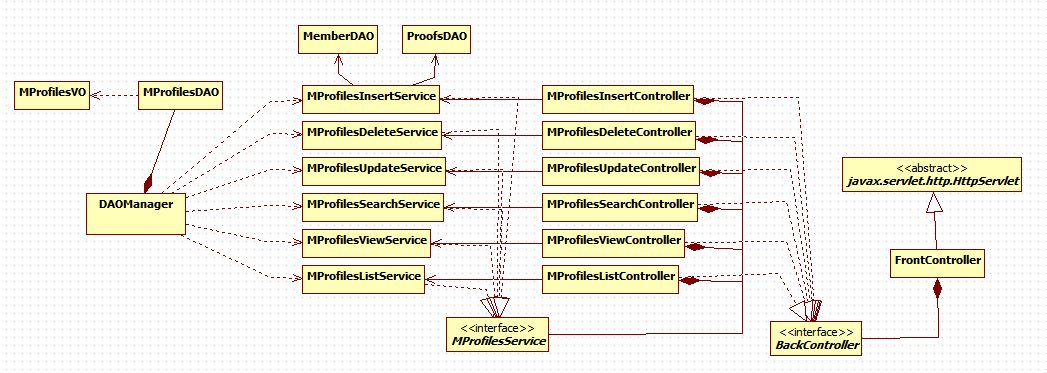 MemberDAO
ProofsDAO
MProfilesVO
MProfilesDAO
MProfilesInsertService
MProfilesInsertController
MProfilesDeleteService
MProfilesDeleteController
MProfilesUpdateService
MProfilesUpdateController
<<abstract>>
javax.servlet.http.HttpServlet
DAOManager
MProfilesSearchService
MProfilesSearchController
MProfilesViewService
MProfilesViewController
FrontController
MProfilesListService
MProfilesListController
<<interface>>
MProfilesService
<<interface>>
BackController